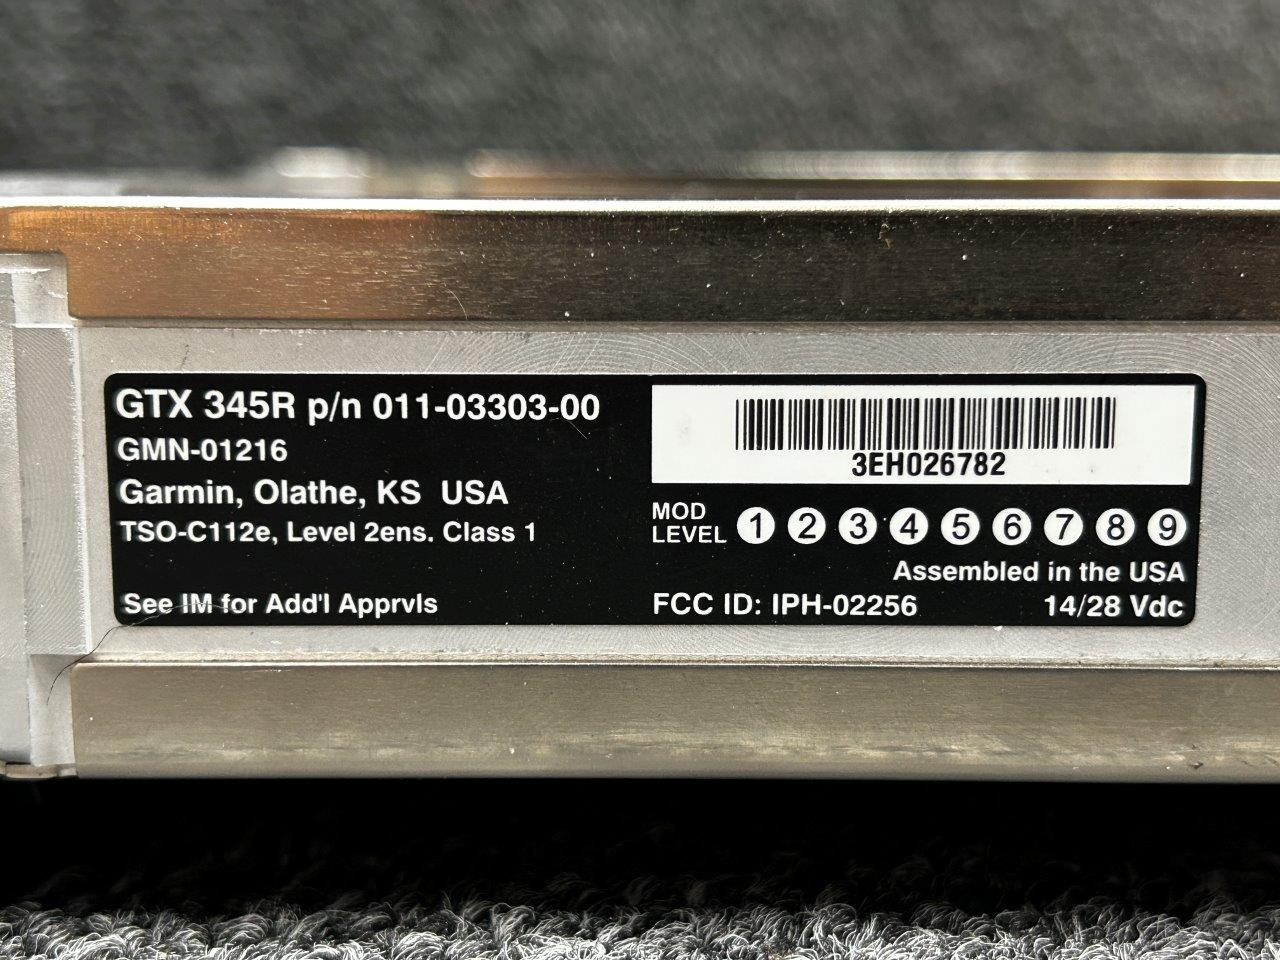 GTX 345R p/n 011-03303-00
GMN-01216
Garmin, Olathe, KS  USA
TSO-C112e, Level 2ens. Class 1
See IM for Add'l Apprvls
3EH026782
MOD
LEVEL 1 2 3 4 5 6 7 8 9
Assembled in the USA
FCC ID: IPH-02256 14/28 Vdc